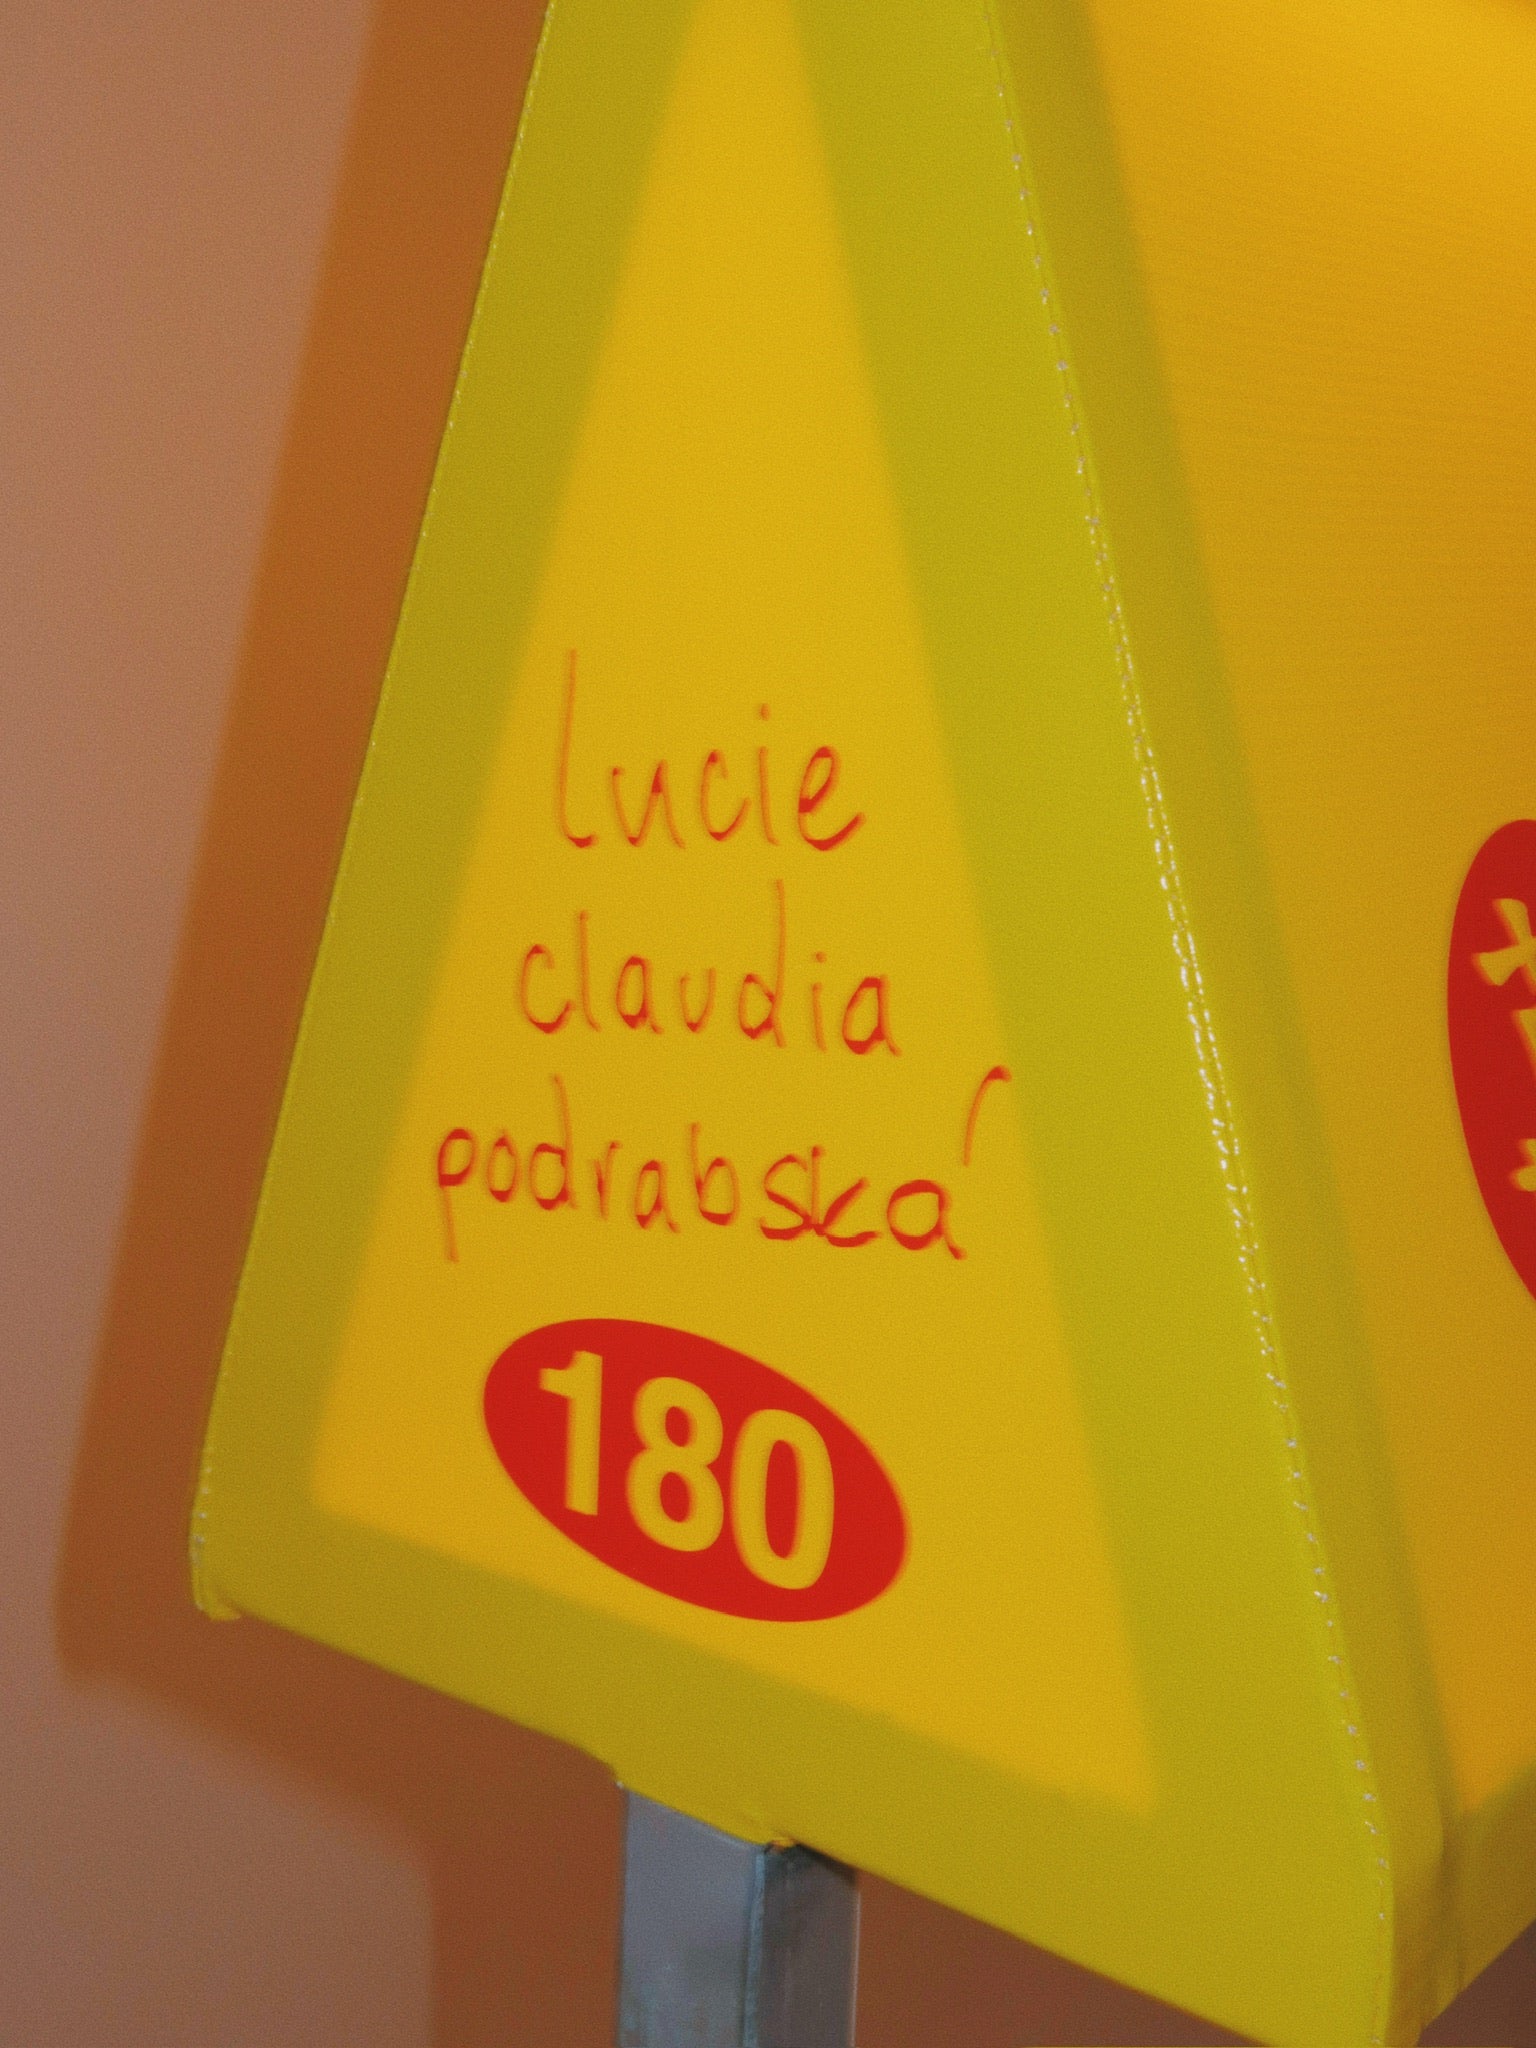 lucie
claudia
podrabská
180